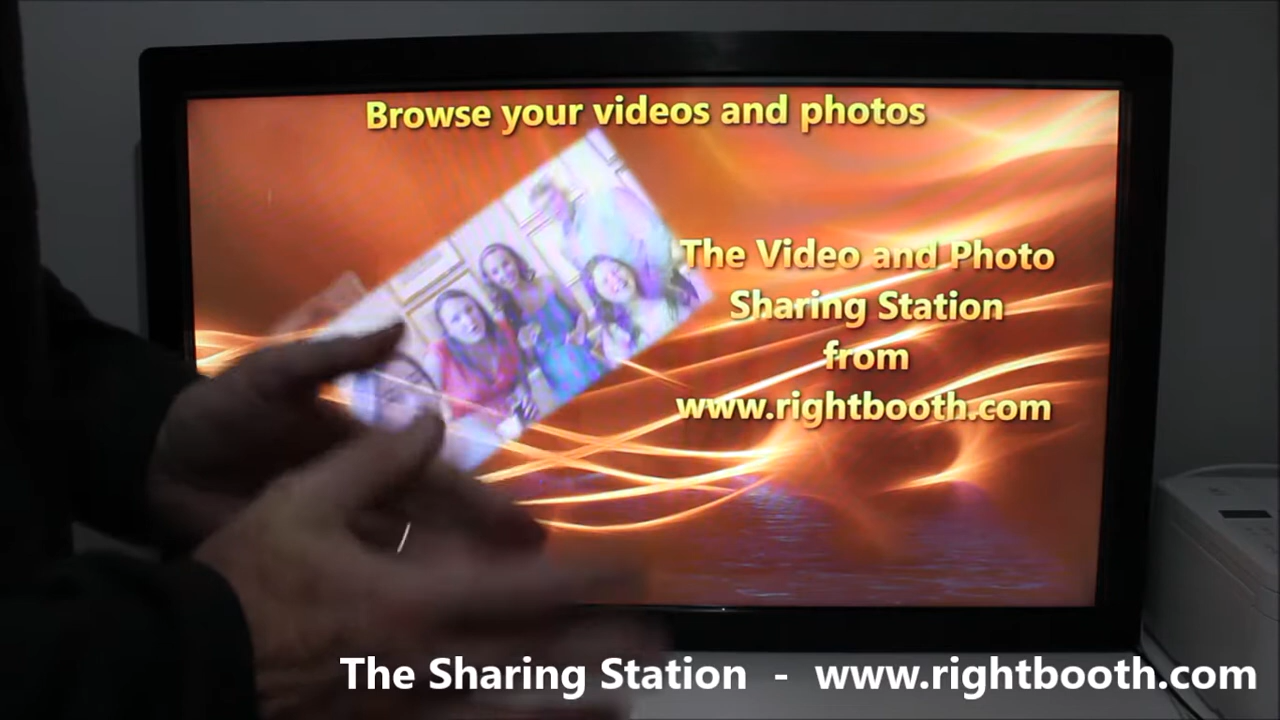 Browse your videos and photos
The Video and Photo
Sharing Station
from
www.rightbooth.com
The Sharing Station - www.rightbooth.com